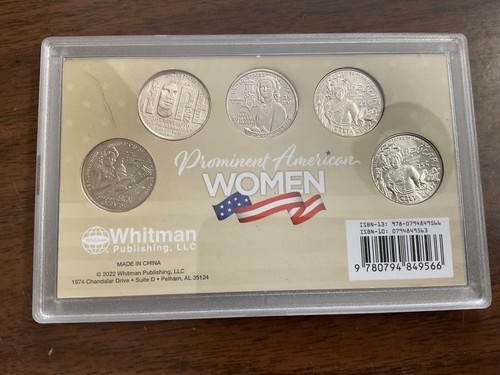 Prominent American
WOMEN
Whitman
Publishing, LLC
MADE IN CHINA
© 2022 Whitman Publishing, LLC
1974 Chandalar Drive • Suite D • Pelham, AL 35124
ISBN-13: 978-0794849566
ISBN-10: 0794849563
9 780794 849566